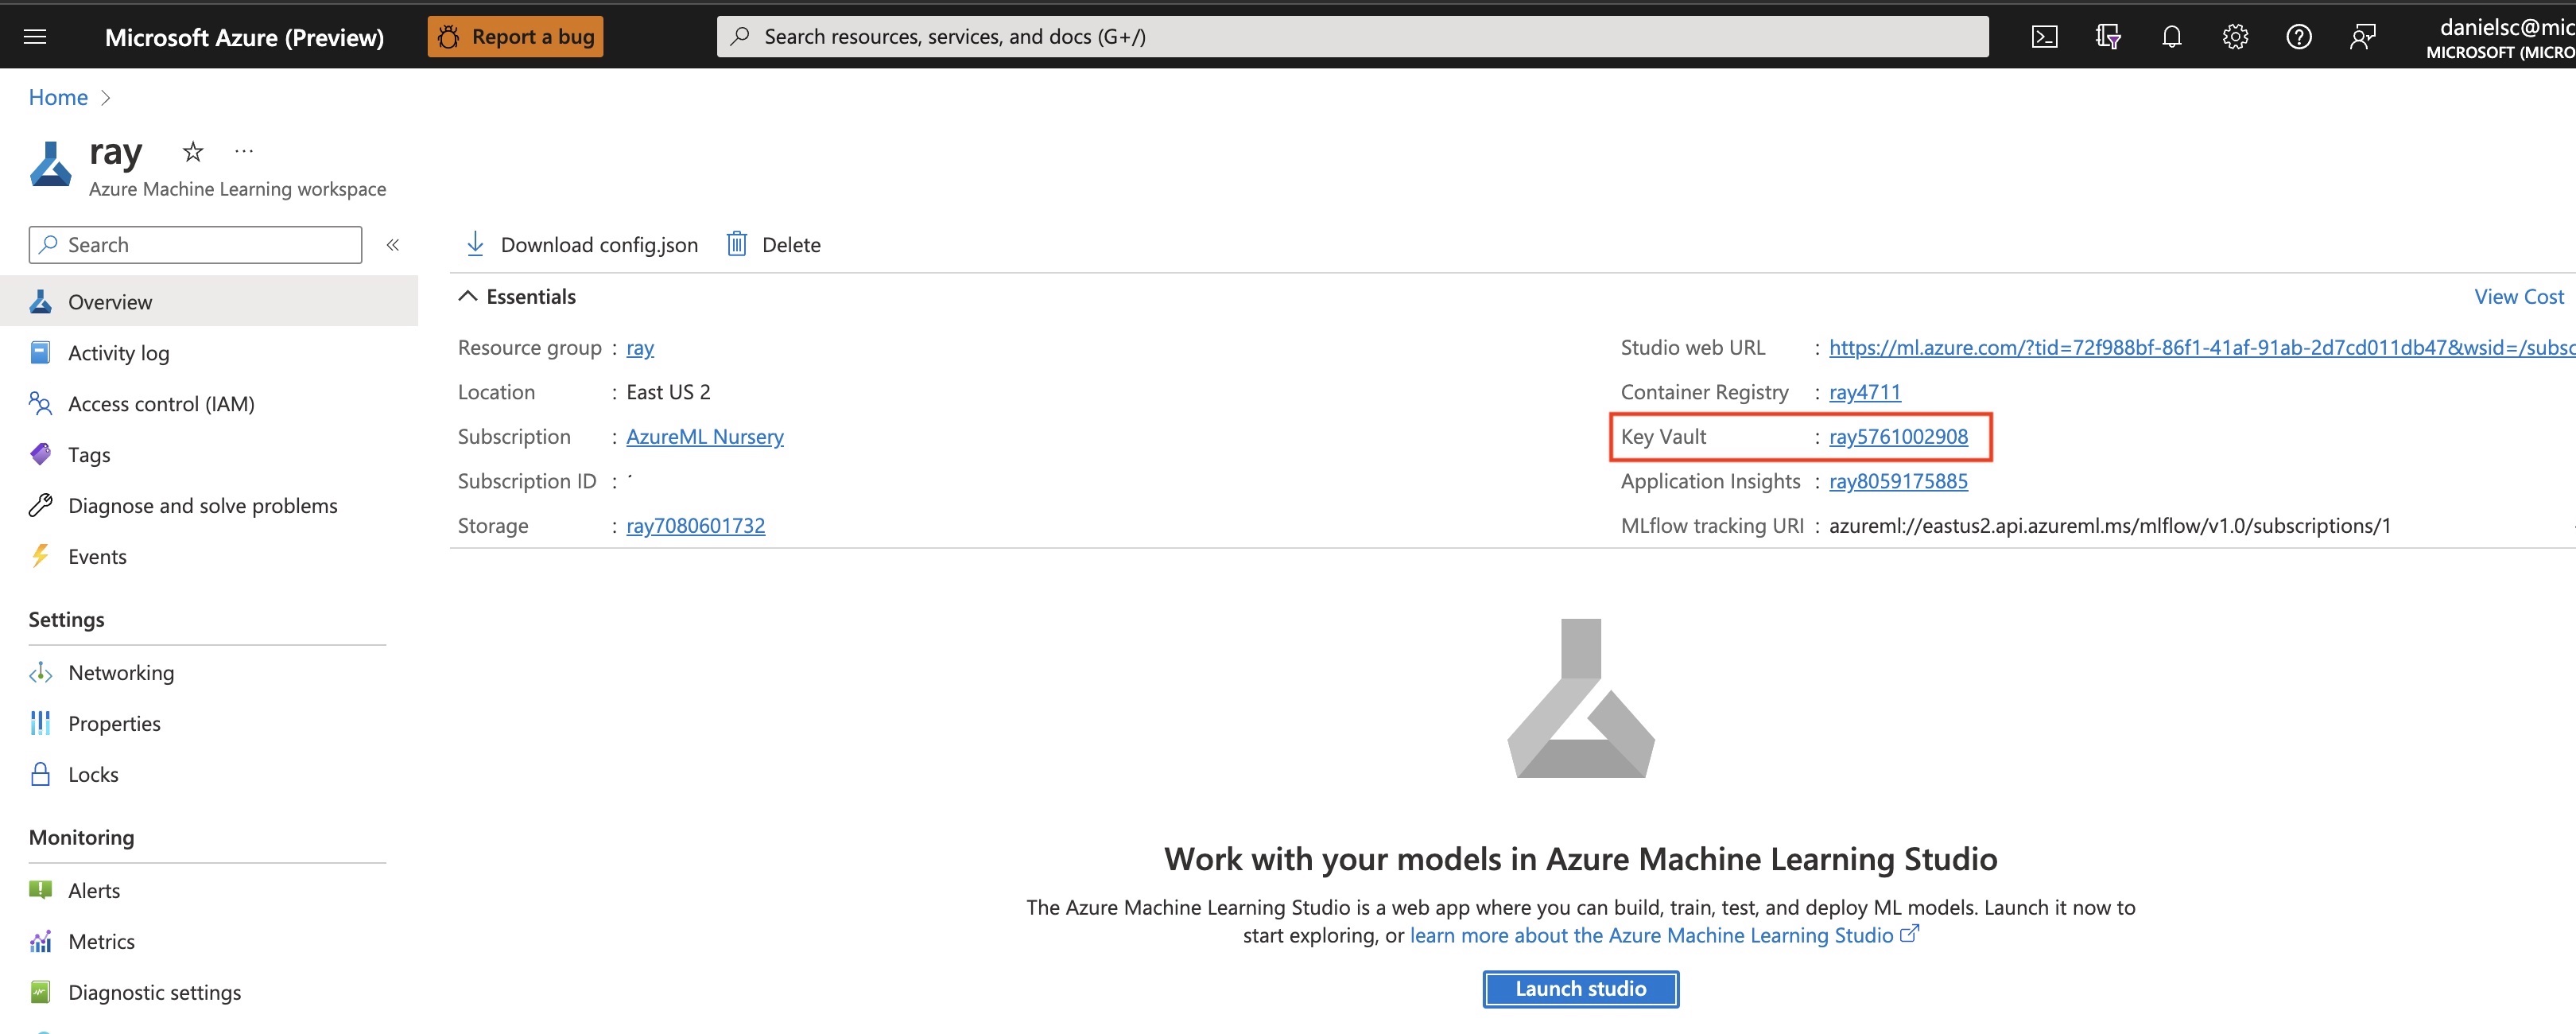 Microsoft Azure (Preview)
Report a bug
Search resources, services, and docs (G+/)
danielsc@mic
MICROSOFT (MICRO
Home
ray
Azure Machine Learning workspace
Search
Download config.json
Delete
Overview
Activity log
Access control (IAM)
Tags
Diagnose and solve problems
Events
Settings
Networking
Properties
Locks
Monitoring
Alerts
Metrics
Diagnostic settings
Essentials
View Cost
Resource group : ray
Location : East US 2
Subscription : AzureML Nursery
Subscription ID :
Storage : ray7080601732
Studio web URL : https://ml.azure.com/?tid=72f988bf-86f1-41af-91ab-2d7cd011db47&wsid=/subsc
Container Registry : ray4711
Key Vault : ray5761002908
Application Insights : ray8059175885
MLflow tracking URI : azureml://eastus2.api.azureml.ms/mlflow/v1.0/subscriptions/1
Work with your models in Azure Machine Learning Studio
The Azure Machine Learning Studio is a web app where you can build, train, test, and deploy ML models. Launch it now to
start exploring, or learn more about the Azure Machine Learning Studio
Launch studio